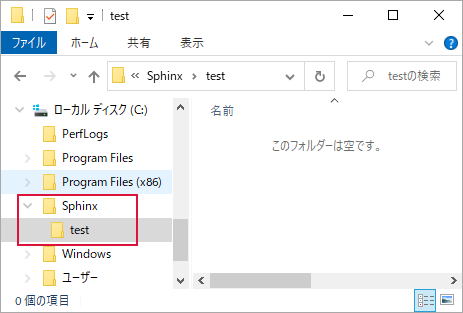 test
ファイル ホーム 共有 表示
« Sphinx › test testの検索
ローカル ディスク (C:)
PerfLogs
Program Files
Program Files (x86)
Sphinx
test
Windows
ユーザー
名前
このフォルダーは空です。
0 個の項目